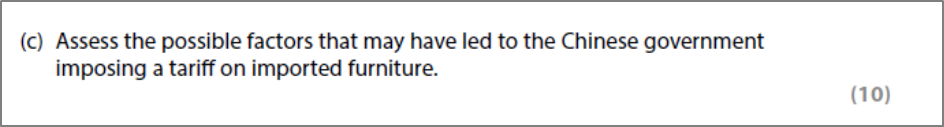 (c) Assess the possible factors that may have led to the Chinese government
imposing a tariff on imported furniture.
(10)